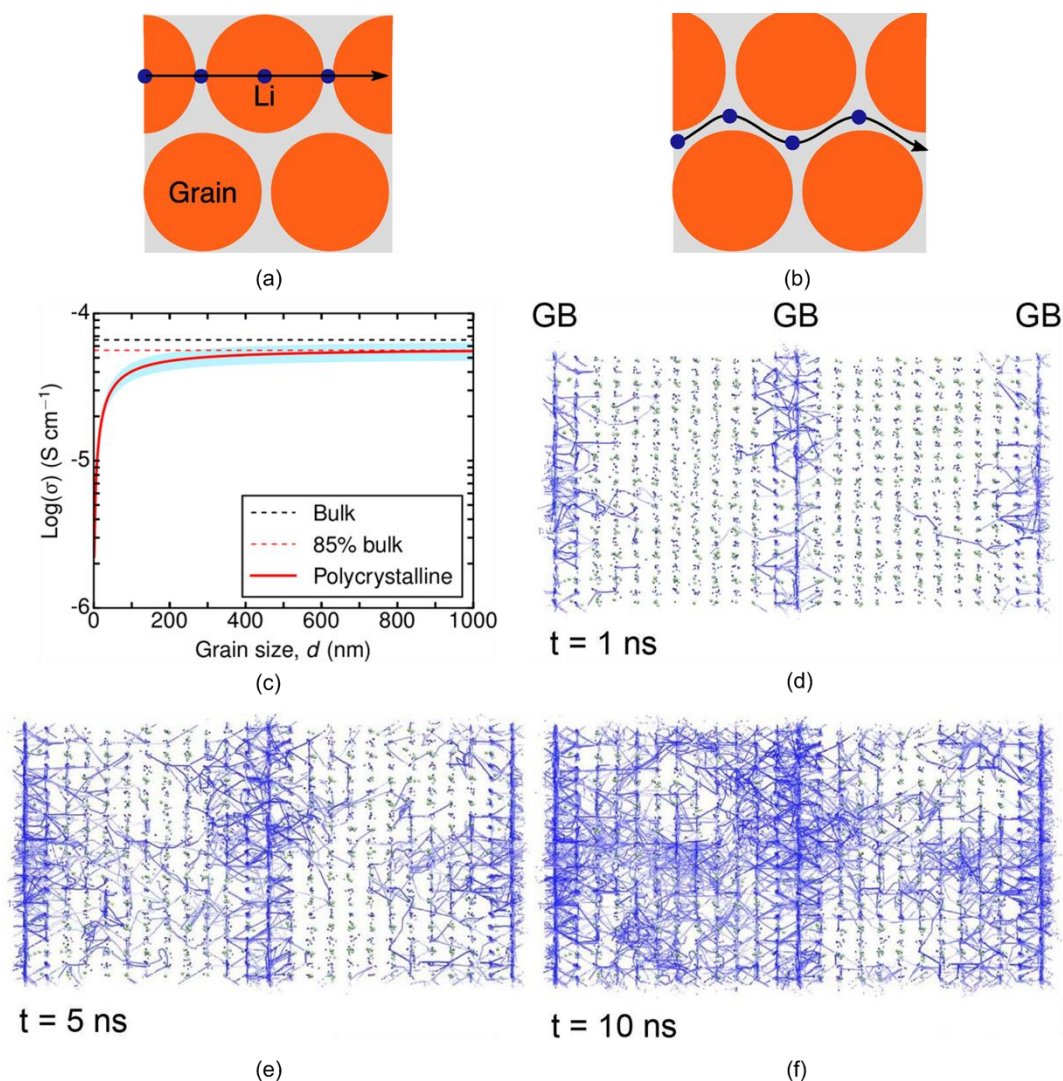 Li
Grain
(a)
(b)
-4
-5
-6
Log(σ) (S cm⁻¹)
Bulk
85% bulk
Polycrystalline
0 200 400 600 800 1000
Grain size, d (nm)
(c)
GB GB GB
t = 1 ns
(d)
t = 5 ns
(e)
t = 10 ns
(f)